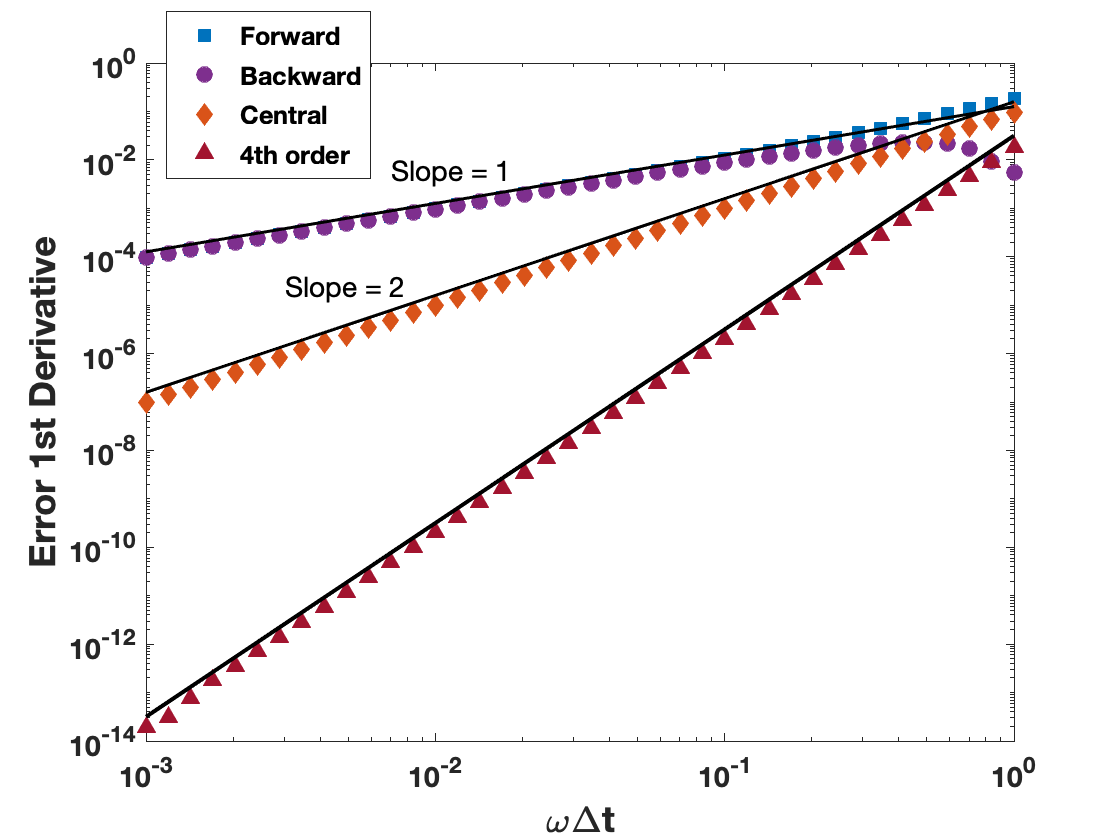 Forward
Backward
Central
4th order
10^0
10^-2
10^-4
10^-6
10^-8
10^-10
10^-12
10^-14
Error 1st Derivative
Slope = 1
Slope = 2
10^-3
10^-2
10^-1
10^0
ωΔt